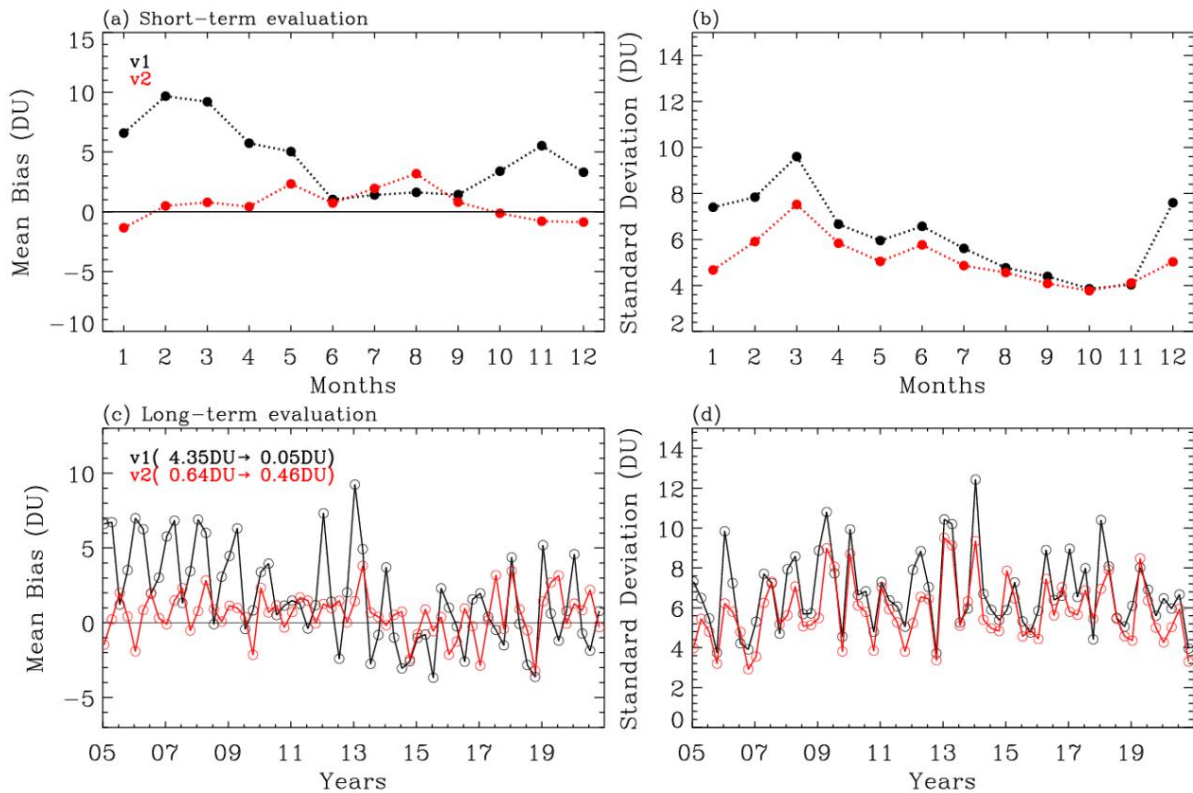 (a) Short-term evaluation
v1
v2
Mean Bias (DU)
15
10
5
0
-5
-10
1 2 3 4 5 6 7 8 9 10 11 12
Months
(b)
Standard Deviation (DU)
14
12
10
8
6
4
2
1 2 3 4 5 6 7 8 9 10 11 12
Months
(c) Long-term evaluation
v1( 4.35DU→ 0.05DU)
v2( 0.64DU→ 0.46DU)
Mean Bias (DU)
10
5
0
-5
05 07 09 11 13 15 17 19
Years
(d)
Standard Deviation (DU)
14
12
10
8
6
4
2
0
05 07 09 11 13 15 17 19
Years